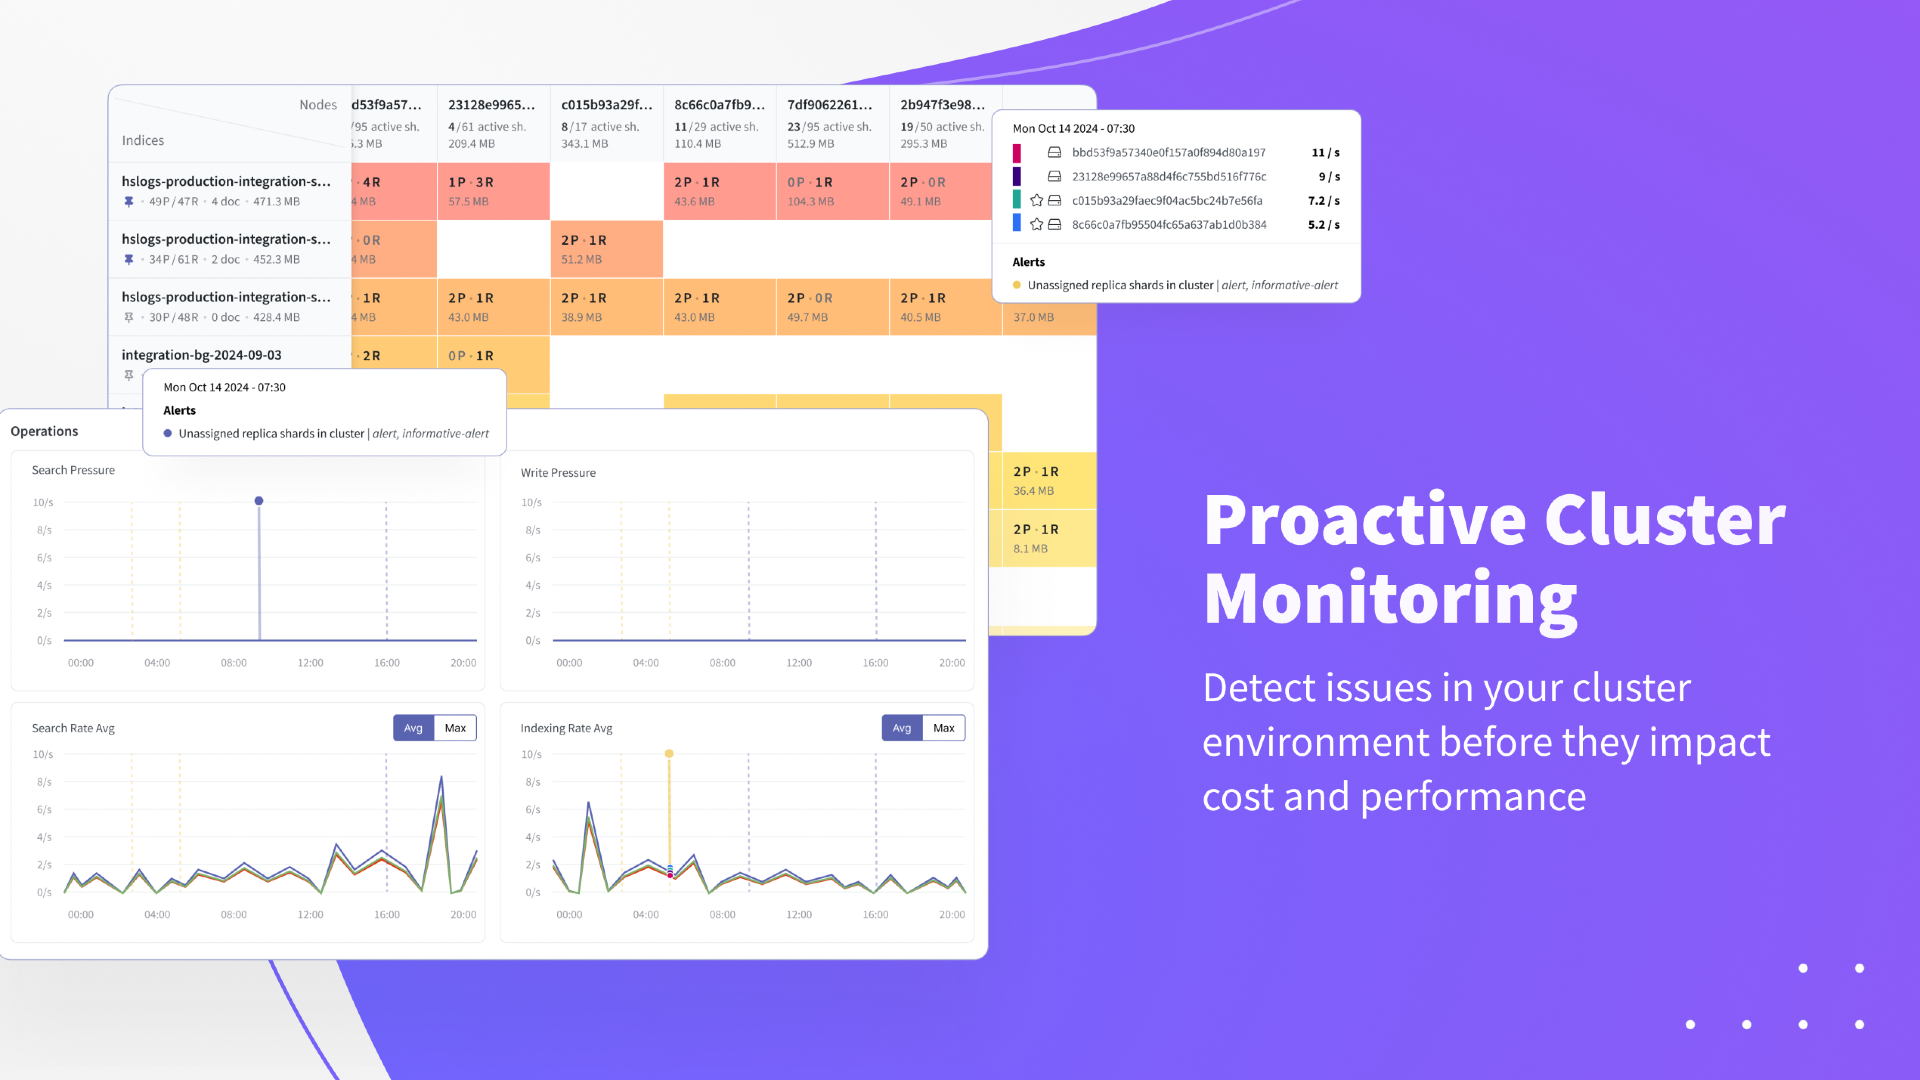 Nodes
Indices
d53f9a57...
/95 active sh.
5.3 MB
23128e9965...
4/61 active sh.
209.4 MB
c015b93a29f...
8/17 active sh.
343.1 MB
8c66c0a7fb9...
11/29 active sh.
110.4 MB
7df9062261...
23/95 active sh.
512.9 MB
2b947f3e98...
19/50 active sh.
295.3 MB
hslogs-production-integration-s...
49P/47R • 4 doc • 471.3 MB
4R
4 MB
1P • 3R
57.5 MB
2P • 1R
43.6 MB
0P • 1R
104.3 MB
2P • 0R
49.1 MB
hslogs-production-integration-s...
34P/61R • 2 doc • 452.3 MB
0R
4 MB
2P • 1R
51.2 MB
hslogs-production-integration-s...
30P/48R • 0 doc • 428.4 MB
1R
4 MB
2P • 1R
43.0 MB
2P • 1R
38.9 MB
2P • 1R
43.0 MB
2P • 0R
49.7 MB
2P • 1R
40.5 MB
37.0 MB
integration-bg-2024-09-03
2R
0P • 1R
2P • 1R
36.4 MB
2P • 1R
8.1 MB
Mon Oct 14 2024 - 07:30
bbd53f9a57340e0f157a0f894d80a197 11 / s
23128e99657a88d4f6c755bd516f776c 9 / s
c015b93a29faec9f04ac5bc24b7e56fa 7.2 / s
8c66c0a7fb95504fc65a637ab1d0b384 5.2 / s
Alerts
Unassigned replica shards in cluster | alert, informative-alert
Mon Oct 14 2024 - 07:30
Alerts
Unassigned replica shards in cluster | alert, informative-alert
Operations
Search Pressure
10/s
8/s
6/s
4/s
2/s
0/s
00:00 04:00 08:00 12:00 16:00 20:00
Write Pressure
10/s
8/s
6/s
4/s
2/s
0/s
00:00 04:00 08:00 12:00 16:00 20:00
Search Rate Avg
Avg Max
10/s
8/s
6/s
4/s
2/s
0/s
00:00 04:00 08:00 12:00 16:00 20:00
Indexing Rate Avg
Avg Max
10/s
8/s
6/s
4/s
2/s
0/s
00:00 04:00 08:00 12:00 16:00 20:00
Proactive Cluster
Monitoring
Detect issues in your cluster
environment before they impact
cost and performance